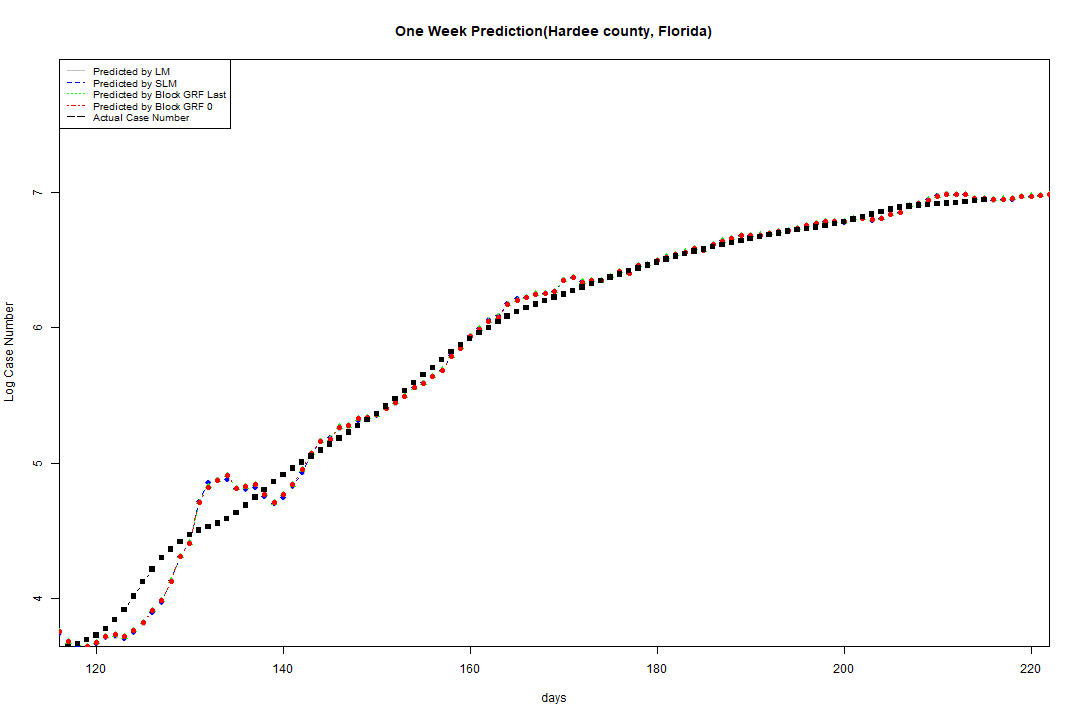 One Week Prediction(Hardee county, Florida)
Predicted by LM
Predicted by SLM
Predicted by Block GRF Last
Predicted by Block GRF 0
Actual Case Number
7
6
5
4
Log Case Number
120 140 160 180 200 220
days